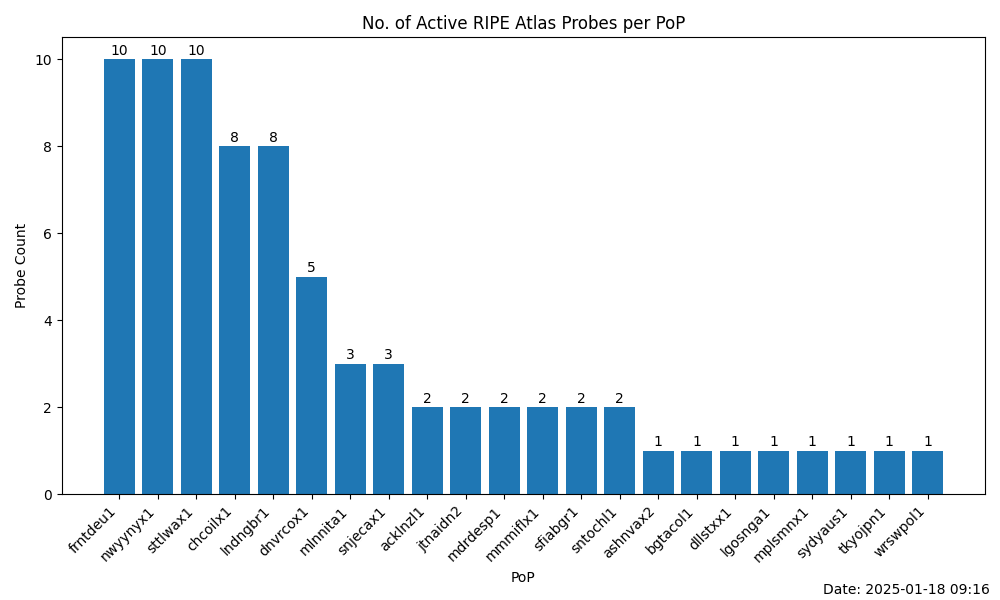 No. of Active RIPE Atlas Probes per PoP
10 10 10 8 8 5 3 3 2 2 2 2 2 2 1 1 1 1 1 1 1 1
Probe Count
10
8
6
4
2
0
frntdeu1 nwyynyx1 sttlwax1 chcoilx1 lndngbr1 dnvrcox1 mlnnita1 snjecax1 acklnzl1 jtnaidn2 mdrdesp1 mmmiflx1 sfiabgr1 sntochl1 ashnvax2 bgtacol1 dllstxx1 lgosnga1 mplsmnx1 sydyaus1 tkyojpn1 wrswpol1
PoP
Date: 2025-01-18 09:16